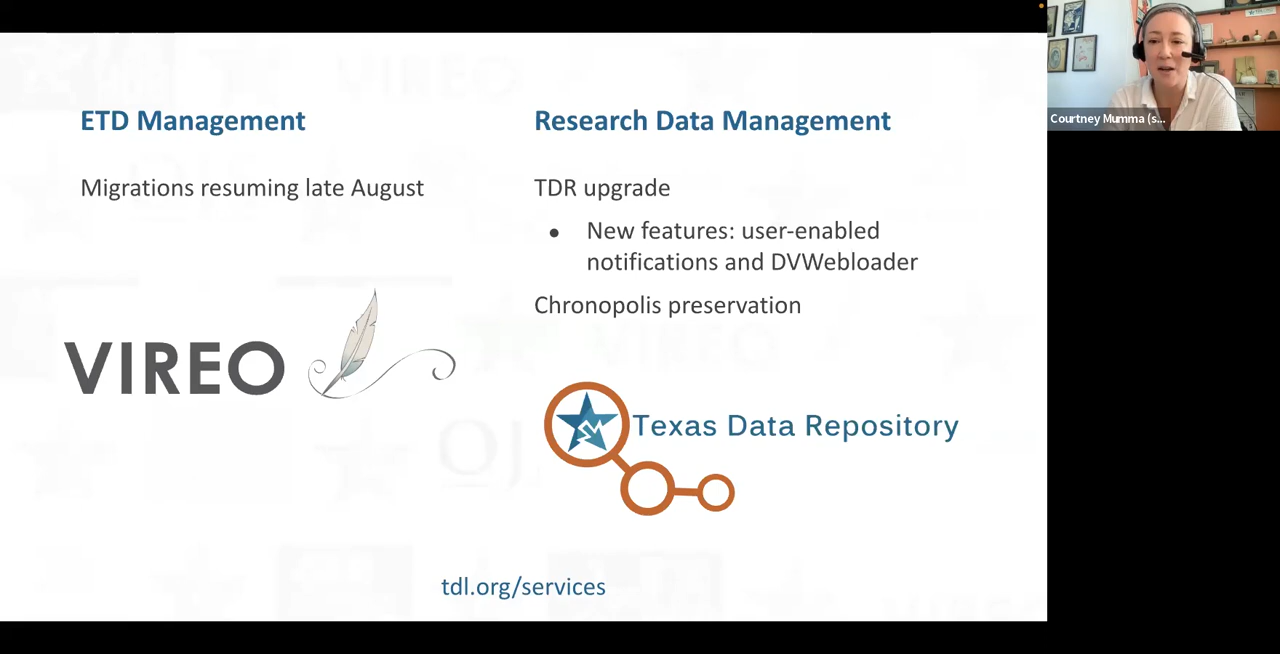 ETD Management
Migrations resuming late August
VIREO
Research Data Management
TDR upgrade
● New features: user-enabled
notifications and DVWebloader
Chronopolis preservation
Texas Data Repository
tdl.org/services
Courtney Mumma (s...